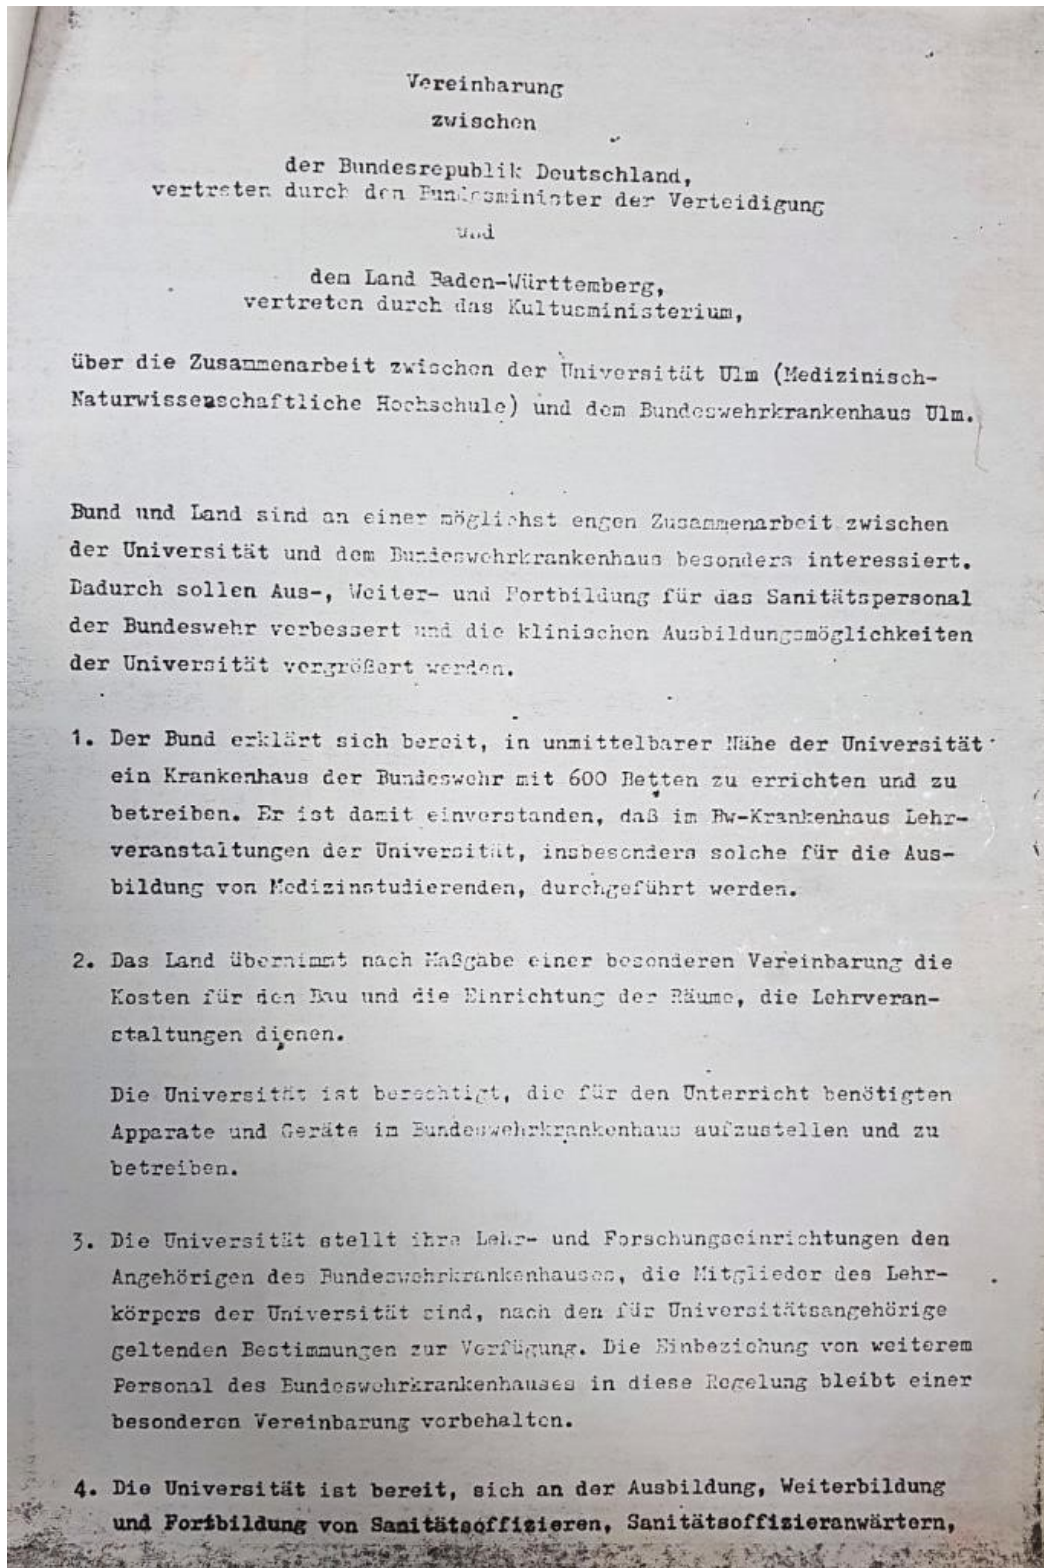 Vereinbarung
zwischen
der Bundesrepublik Deutschland,
vertreten durch den Bundesminister der Verteidigung
und
dem Land Baden-Württemberg,
vertreten durch das Kultusministerium,
über die Zusammenarbeit zwischen der Universität Ulm (Medizinisch-
Naturwissenschaftliche Hochschule) und dem Bundeswehrkrankenhaus Ulm.
Bund und Land sind an einer möglichst engen Zusammenarbeit zwischen
der Universität und dem Bundeswehrkrankenhaus besonders interessiert.
Dadurch sollen Aus-, Weiter- und Fortbildung für das Sanitätspersonal
der Bundeswehr verbessert und die klinischen Ausbildungsmöglichkeiten
der Universität vergrößert werden.
1. Der Bund erklärt sich bereit, in unmittelbarer Nähe der Universität
ein Krankenhaus der Bundeswehr mit 600 Betten zu errichten und zu
betreiben. Er ist damit einverstanden, daß im Bw-Krankenhaus Lehr-
veranstaltungen der Universität, insbesonders solche für die Aus-
bildung von Medizinstudierenden, durchgeführt werden.
2. Das Land übernimmt nach Maßgabe einer besonderen Vereinbarung die
Kosten für den Bau und die Einrichtung der Räume, die Lehrveran-
staltungen dienen.
Die Universität ist berechtigt, die für den Unterricht benötigten
Apparate und Geräte im Bundeswehrkrankenhaus aufzustellen und zu
betreiben.
3. Die Universität stellt ihre Lehr- und Forschungseinrichtungen den
Angehörigen des Bundeswehrkrankenhauses, die Mitglieder des Lehr-
körpers der Universität sind, nach den für Universitätsangehörige
geltenden Bestimmungen zur Verfügung. Die Einbeziehung von weiterem
Personal des Bundeswehrkrankenhauses in diese Regelung bleibt einer
besonderen Vereinbarung vorbehalten.
4. Die Universität ist bereit, sich an der Ausbildung, Weiterbildung
und Fortbildung von Sanitätsoffizieren, Sanitätsoffizieranwärtern,